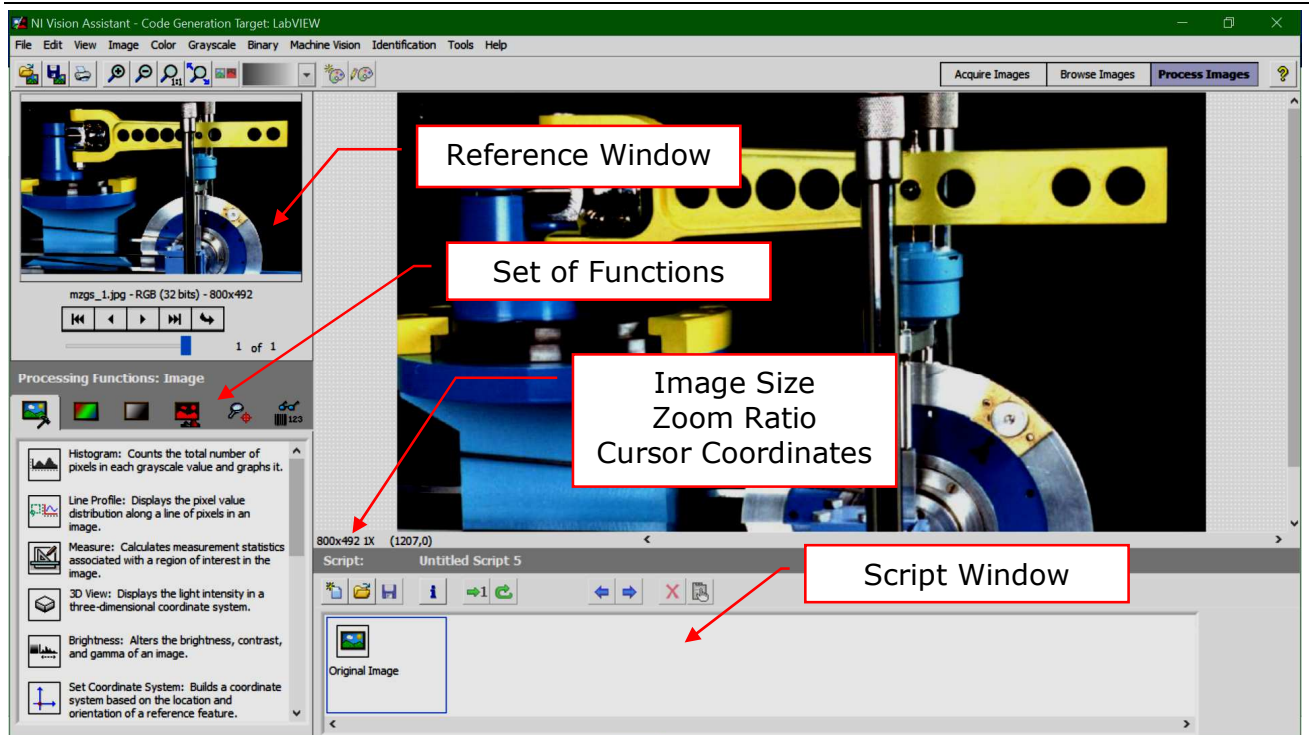 NI Vision Assistant - Code Generation Target: LabVIEW
File Edit View Image Color Grayscale Binary Machine Vision Identification Tools Help
1:1
Acquire Images Browse Images Process Images
Reference Window
Set of Functions
mzgs_1.jpg - RGB (32 bits) - 800x492
1 of 1
Image Size
Zoom Ratio
Cursor Coordinates
Processing Functions: Image
123
Histogram: Counts the total number of
pixels in each grayscale value and graphs it.
Line Profile: Displays the pixel value
distribution along a line of pixels in an
image.
Measure: Calculates measurement statistics
associated with a region of interest in the
image.
3D View: Displays the light intensity in a
three-dimensional coordinate system.
Brightness: Alters the brightness, contrast,
and gamma of an image.
Set Coordinate System: Builds a coordinate
system based on the location and
orientation of a reference feature.
800x492 1X (1207,0)
Script: Untitled Script 5
Script Window
1
Original Image